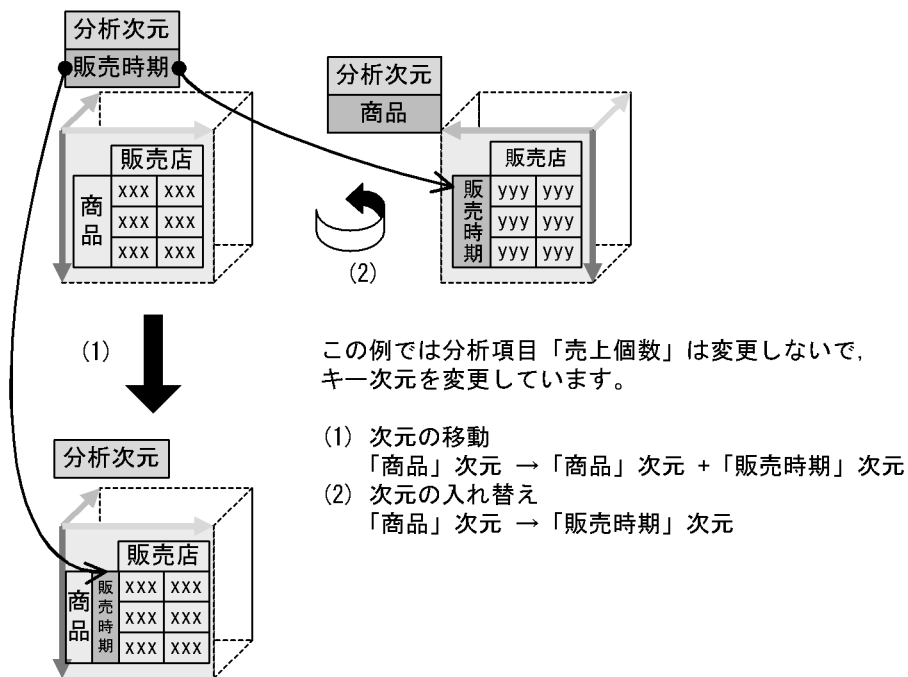 分析次元
販売時期
分析次元
商品
販売店
商品
xxx xxx
xxx xxx
xxx xxx
販売店
販売時期
yyy yyy
yyy yyy
yyy yyy
(2)
(1)
この例では分析項目「売上個数」は変更しないで，
キー次元を変更しています。
(1) 次元の移動
「商品」次元 → 「商品」次元 +「販売時期」次元
(2) 次元の入れ替え
「商品」次元 → 「販売時期」次元
分析次元
販売店
商品
販売時期
xxx xxx
xxx xxx
xxx xxx